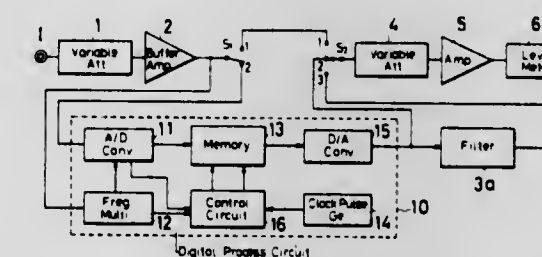 1
2
4
5
6
I
Variable
Att
Buffer
Amp
S1
1
2
1
2
3
S2
Variable
Att
Amp
Lev
Met
11
13
15
A/D
Conv
Memory
D/A
Conv
Filter
3a
Freq
Multi
12
Control
Circuit
16
Clock Pulse
Ge
14
10
Digital Process Circuit